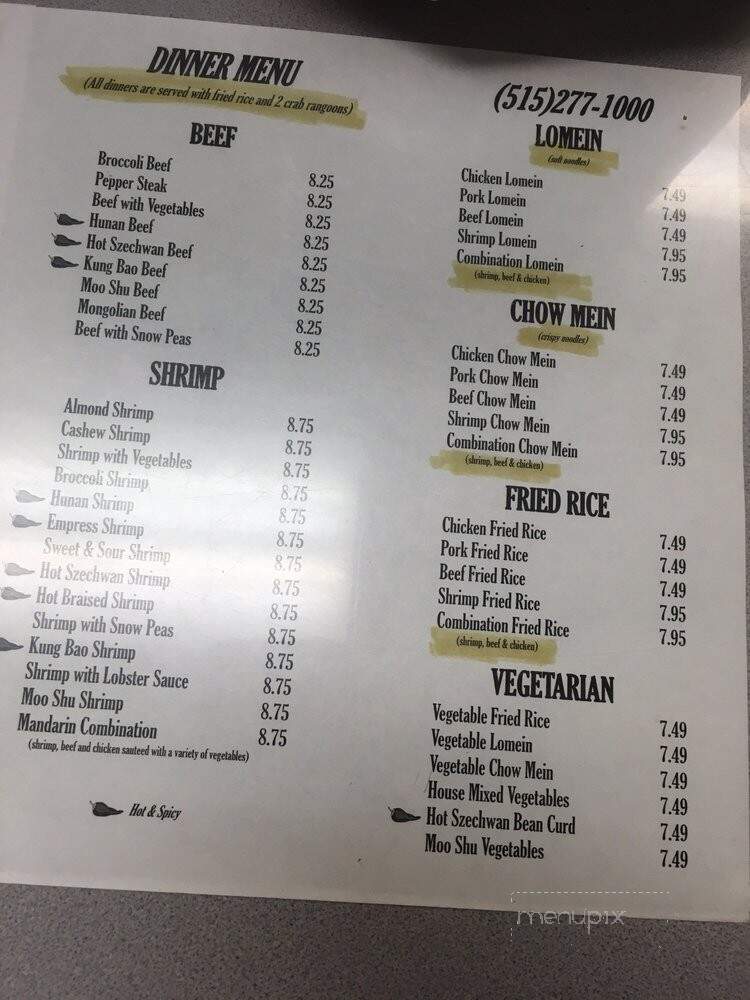 DINNER MENU
(All dinners are served with fried rice and 2 crab rangoons)
BEEF
Broccoli Beef 8.25
Pepper Steak 8.25
Beef with Vegetables 8.25
Hunan Beef 8.25
Hot Szechwan Beef 8.25
Kung Bao Beef 8.25
Moo Shu Beef 8.25
Mongolian Beef 8.25
Beef with Snow Peas 8.25
SHRIMP
Almond Shrimp 8.75
Cashew Shrimp 8.75
Shrimp with Vegetables 8.75
Broccoli Shrimp 8.75
Hunan Shrimp 8.75
Empress Shrimp 8.75
Sweet & Sour Shrimp 8.75
Hot Szechwan Shrimp 8.75
Hot Braised Shrimp 8.75
Shrimp with Snow Peas 8.75
Kung Bao Shrimp 8.75
Shrimp with Lobster Sauce 8.75
Moo Shu Shrimp 8.75
Mandarin Combination 8.75
(shrimp, beef and chicken sauteed with a variety of vegetables)
Hot & Spicy
(515)277-1000
LOMEIN
(soft noodles)
Chicken Lomein 7.49
Pork Lomein 7.49
Beef Lomein 7.49
Shrimp Lomein 7.95
Combination Lomein 7.95
(shrimp, beef & chicken)
CHOW MEIN
(crispy noodles)
Chicken Chow Mein 7.49
Pork Chow Mein 7.49
Beef Chow Mein 7.49
Shrimp Chow Mein 7.95
Combination Chow Mein 7.95
(shrimp, beef & chicken)
FRIED RICE
Chicken Fried Rice 7.49
Pork Fried Rice 7.49
Beef Fried Rice 7.49
Shrimp Fried Rice 7.95
Combination Fried Rice 7.95
(shrimp, beef & chicken)
VEGETARIAN
Vegetable Fried Rice 7.49
Vegetable Lomein 7.49
Vegetable Chow Mein 7.49
House Mixed Vegetables 7.49
Hot Szechwan Bean Curd 7.49
Moo Shu Vegetables 7.49
menupix